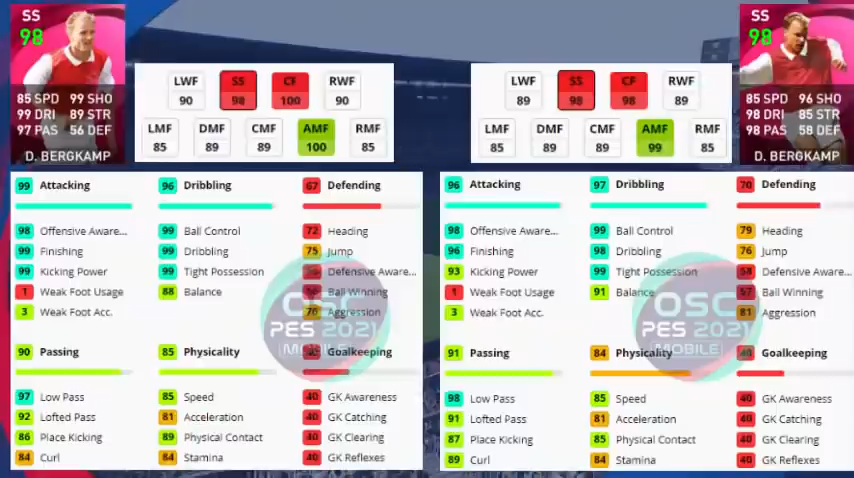 SS
98
85 SPD 99 SHO
99 DRI 89 STR
97 PAS 56 DEF
D. BERGKAMP
LWF SS CF RWF
90 98 100 90
LMF DMF CMF AMF RMF
85 89 89 100 85
LWF SS CF RWF
89 98 98 89
LMF DMF CMF AMF RMF
85 89 89 99 85
SS
98
85 SPD 96 SHO
98 DRI 85 STR
98 PAS 58 DEF
D. BERGKAMP
99 Attacking 96 Dribbling 67 Defending
98 Offensive Aware... 99 Ball Control 72 Heading
99 Finishing 99 Dribbling 75 Jump
99 Kicking Power 99 Tight Possession Defensive Aware...
1 Weak Foot Usage 88 Balance Ball Winning
3 Weak Foot Acc. 70 Aggression
90 Passing 85 Physicality Goalkeeping
97 Low Pass 85 Speed 40 GK Awareness
92 Lofted Pass 81 Acceleration 40 GK Catching
86 Place Kicking 89 Physical Contact 40 GK Clearing
84 Curl 84 Stamina 40 GK Reflexes
OSC
PES 2021
MOBILE
96 Attacking 97 Dribbling 70 Defending
98 Offensive Aware... 99 Ball Control 79 Heading
96 Finishing 98 Dribbling 76 Jump
93 Kicking Power 99 Tight Possession 58 Defensive Aware...
1 Weak Foot Usage 91 Balance 57 Ball Winning
3 Weak Foot Acc. 81 Aggression
91 Passing 84 Physicality 40 Goalkeeping
98 Low Pass 85 Speed 40 GK Awareness
91 Lofted Pass 81 Acceleration 40 GK Catching
87 Place Kicking 85 Physical Contact 40 GK Clearing
89 Curl 84 Stamina 40 GK Reflexes
OSC
PES 2021
MOBILE